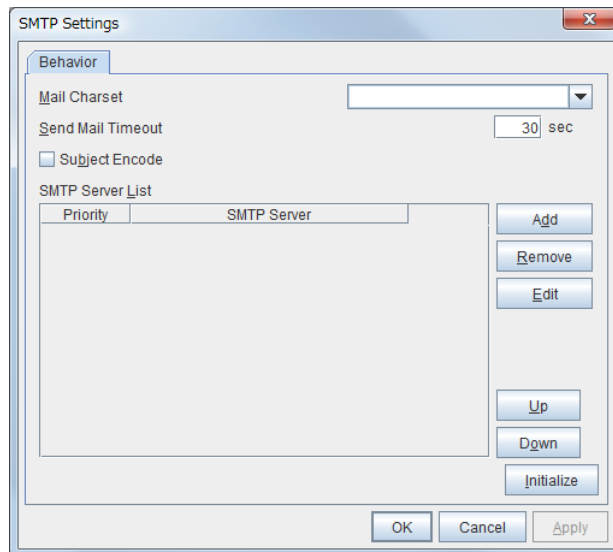 SMTP Settings
Behavior
Mail Charset
Send Mail Timeout 30 sec
Subject Encode
SMTP Server List
Priority SMTP Server
Add
Remove
Edit
Up
Down
Initialize
OK Cancel Apply